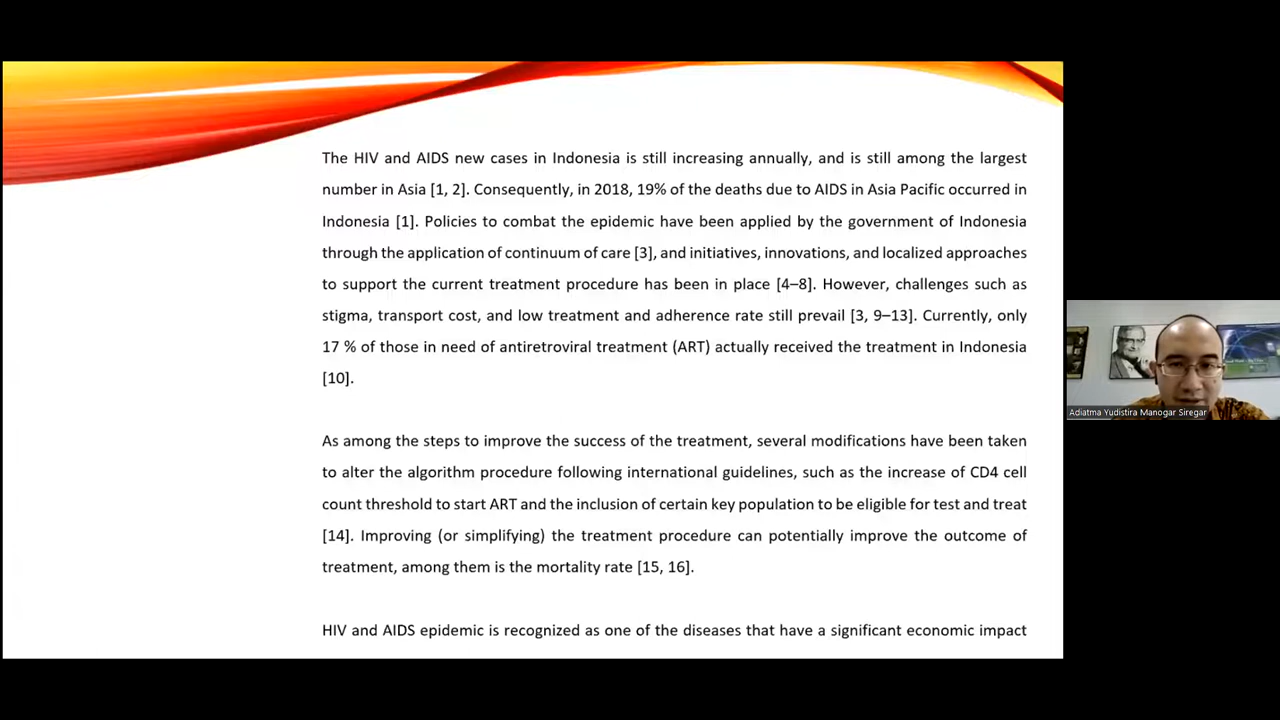 The HIV and AIDS new cases in Indonesia is still increasing annually, and is still among the largest
number in Asia [1, 2]. Consequently, in 2018, 19% of the deaths due to AIDS in Asia Pacific occurred in
Indonesia [1]. Policies to combat the epidemic have been applied by the government of Indonesia
through the application of continuum of care [3], and initiatives, innovations, and localized approaches
to support the current treatment procedure has been in place [4–8]. However, challenges such as
stigma, transport cost, and low treatment and adherence rate still prevail [3, 9–13]. Currently, only
17 % of those in need of antiretroviral treatment (ART) actually received the treatment in Indonesia
[10].
As among the steps to improve the success of the treatment, several modifications have been taken
to alter the algorithm procedure following international guidelines, such as the increase of CD4 cell
count threshold to start ART and the inclusion of certain key population to be eligible for test and treat
[14]. Improving (or simplifying) the treatment procedure can potentially improve the outcome of
treatment, among them is the mortality rate [15, 16].
HIV and AIDS epidemic is recognized as one of the diseases that have a significant economic impact
Adiatma Yudistira Manogar Siregar